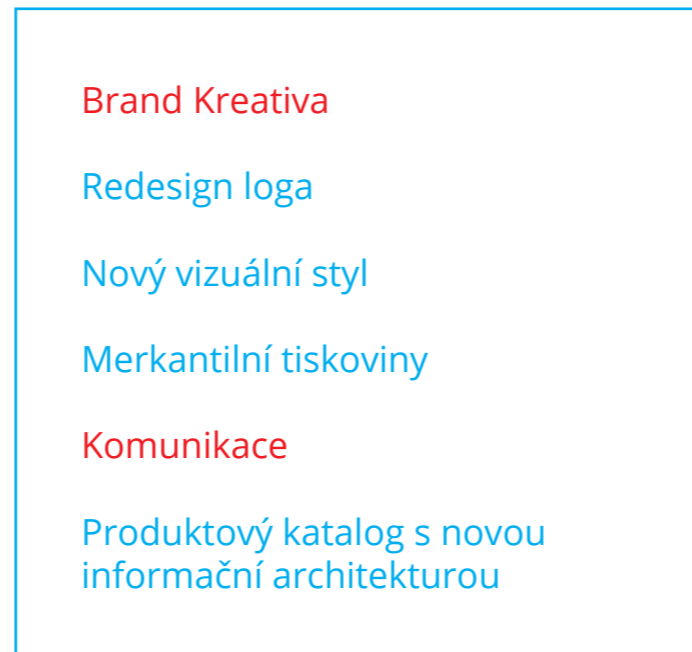 Brand Kreativa
Redesign loga
Nový vizuální styl
Merkantilní tiskoviny
Komunikace
Produktový katalog s novou
informační architekturou